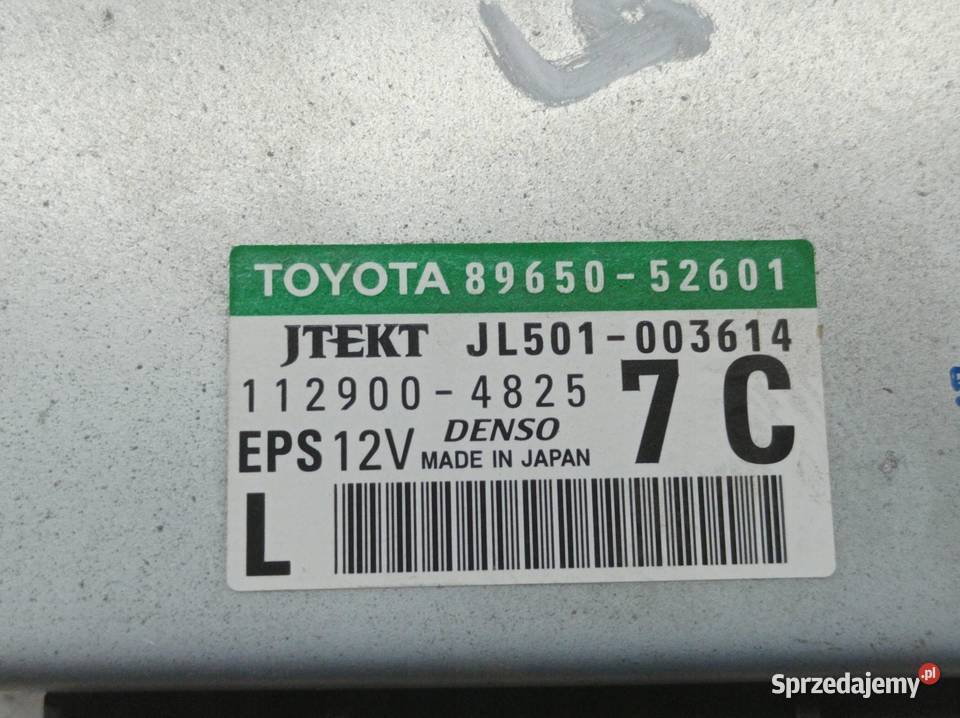 TOYOTA 89650-52601
JTEKT JL501-003614
112900-4825
7C
EPS 12V DENSO
MADE IN JAPAN
L
Sprzedajemy.pl